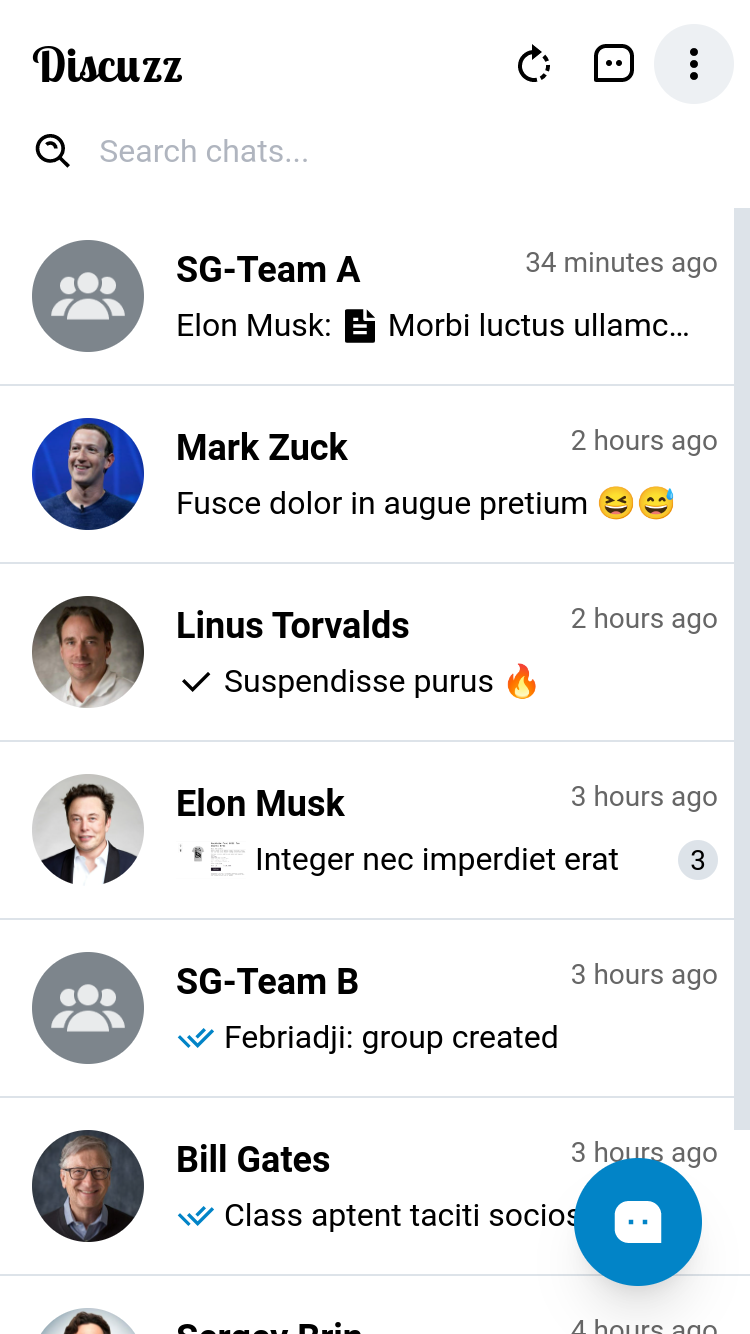 Discuzz
Search chats...
SG-Team A
34 minutes ago
Elon Musk: Morbi luctus ullamc...
Mark Zuck
2 hours ago
Fusce dolor in augue pretium 😆😅
Linus Torvalds
2 hours ago
Suspendisse purus 🔥
Elon Musk
3 hours ago
Integer nec imperdiet erat
3
SG-Team B
3 hours ago
Febriadji: group created
Bill Gates
3 hours ago
Class aptent taciti socios
Sergey Brin
4 hours ago